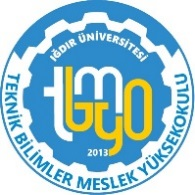 IĞDIR ÜNİVERSİTESİ
tbmyo
2013
TEKNİK BİLİMLER MESLEK YÜKSEKOKULU